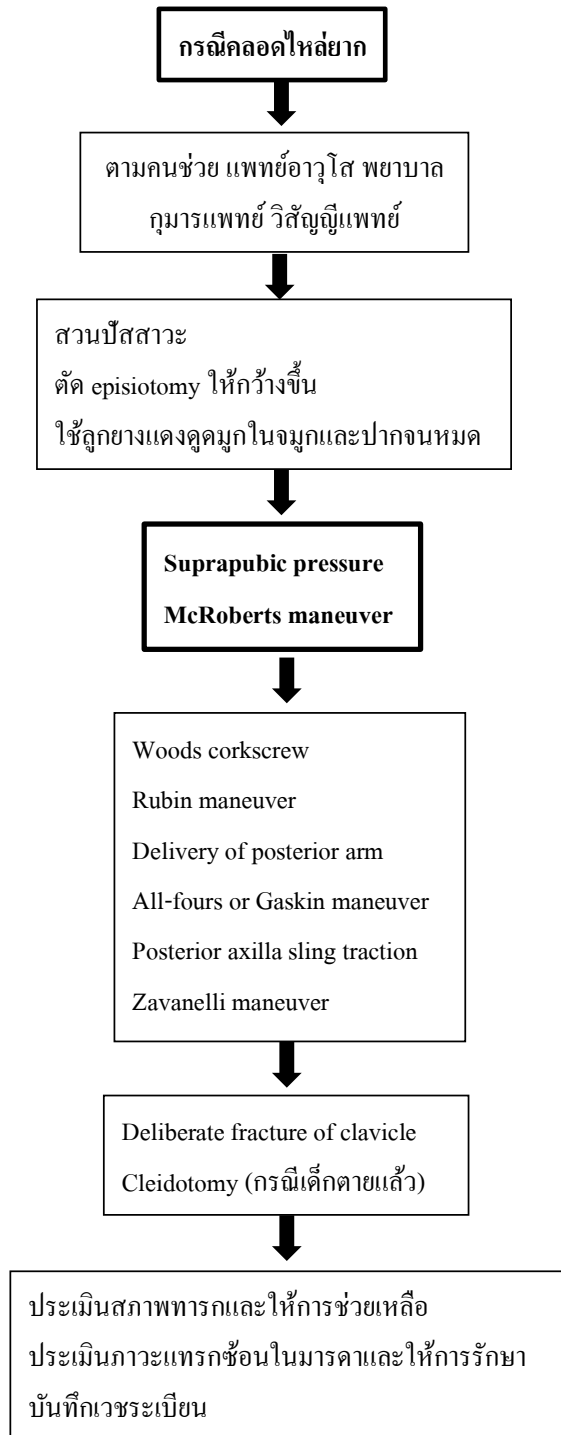 กรณีคลอดไหล่ยาก
ตามคนช่วย แพทย์อาวุโส พยาบาล
กุมารแพทย์ วิสัญญีแพทย์
สวนปัสสาวะ
ตัด episiotomy ให้กว้างขึ้น
ใช้ลูกยางแดงดูดมูกในจมูกและปากจนหมด
Suprapubic pressure
McRoberts maneuver
Woods corkscrew
Rubin maneuver
Delivery of posterior arm
All-fours or Gaskin maneuver
Posterior axilla sling traction
Zavanelli maneuver
Deliberate fracture of clavicle
Cleidotomy (กรณีเด็กตายแล้ว)
ประเมินสภาพทารกและให้การช่วยเหลือ
ประเมินภาวะแทรกซ้อนในมารดาและให้การรักษา
บันทึกเวชระเบียน